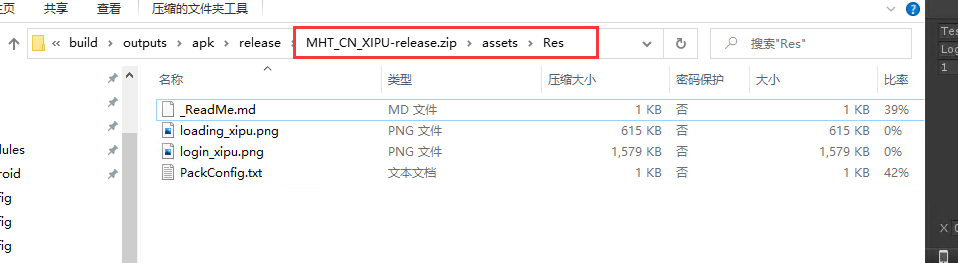 共享 查看 压缩的文件夹工具
« build › outputs › apk › release › MHT_CN_XIPU-release.zip › assets › Res 搜索"Res"
名称 类型 压缩大小 密码保护 大小 比率
_ReadMe.md MD 文件 1 KB 否 1 KB 39%
loading_xipu.png PNG 文件 615 KB 否 615 KB 0%
login_xipu.png PNG 文件 1,579 KB 否 1,579 KB 0%
PackConfig.txt 文本文档 1 KB 否 1 KB 42%
dules
roid
fig
fig
fig
Tes
Log
1
X